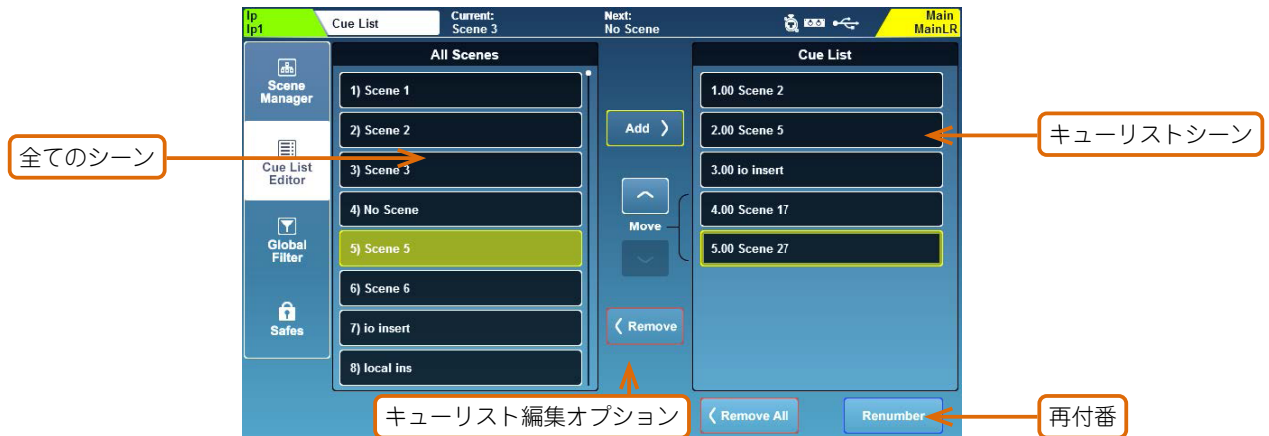 Ip
Ip1
Cue List
Current:
Scene 3
Next:
No Scene
Main
MainLR
Scene
Manager
Cue List
Editor
Global
Filter
Safes
All Scenes
1) Scene 1
2) Scene 2
3) Scene 3
4) No Scene
5) Scene 5
6) Scene 6
7) io insert
8) local ins
Add
Move
Remove
Cue List
1.00 Scene 2
2.00 Scene 5
3.00 io insert
4.00 Scene 17
5.00 Scene 27
Remove All
Renumber
全てのシーン
キューリストシーン
キューリスト編集オプション
再付番